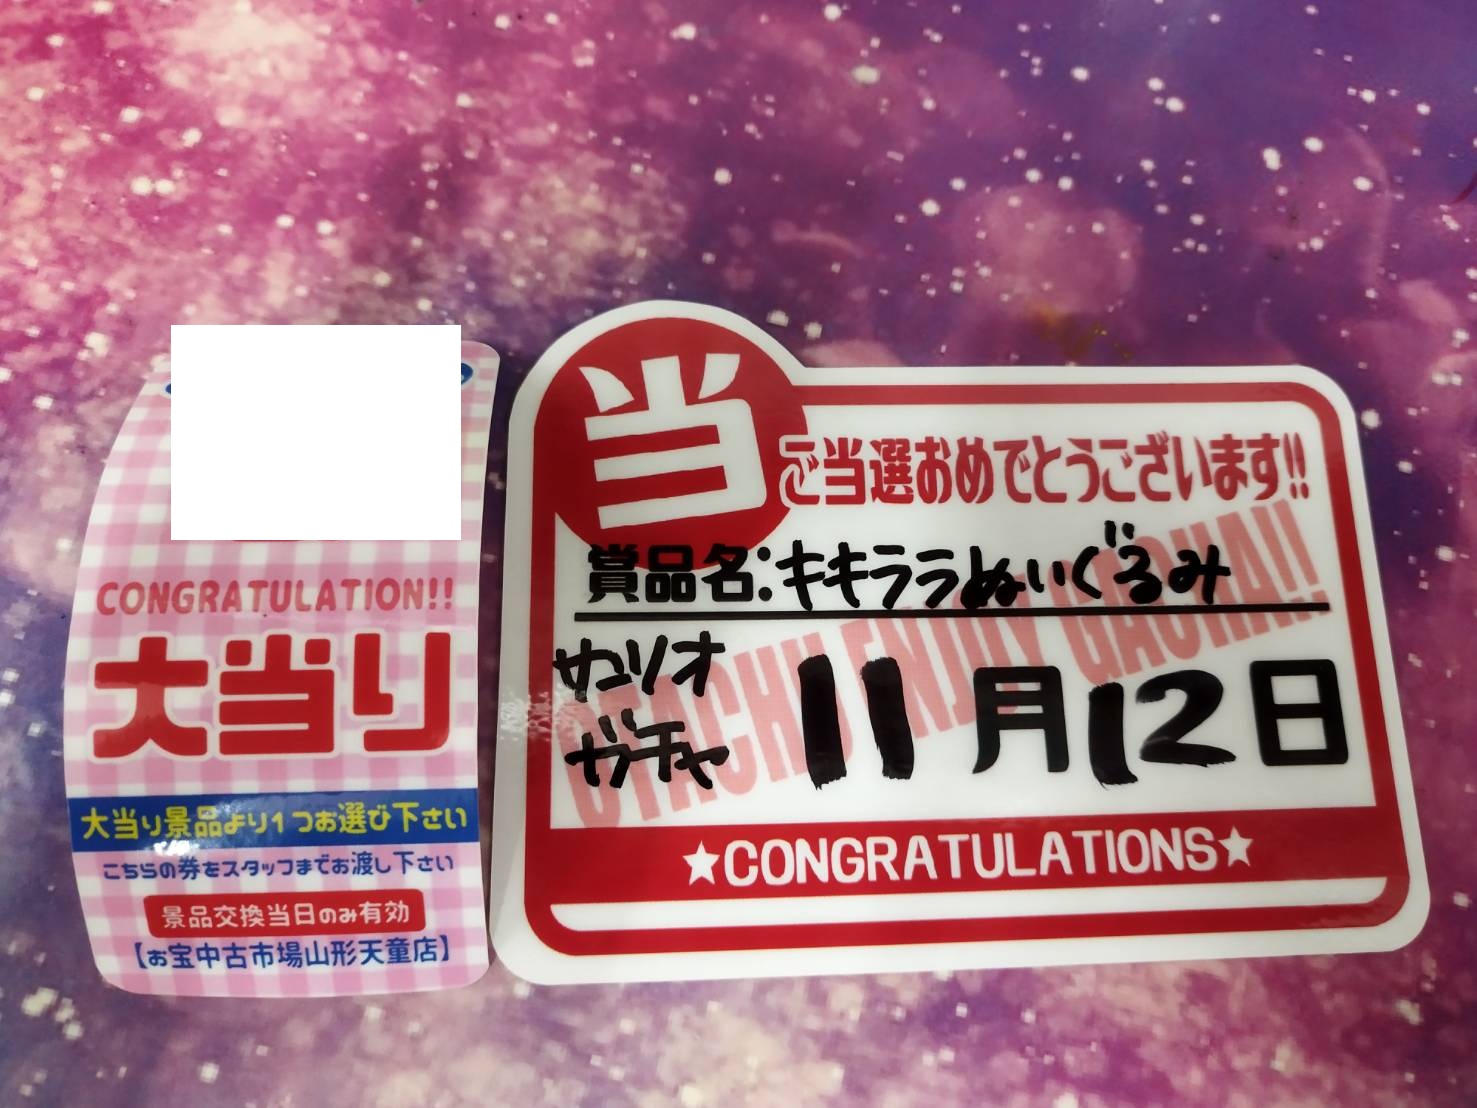 CONGRATULATION!!
大当り
大当り景品より1つお選び下さい
こちらの券をスタッフまでお渡し下さい
景品交換当日のみ有効
【お宝中古市場山形天童店】
当
ご当選おめでとうございます!!
賞品名:キキララぬいぐるみ
サンリオ
ガチャ
11月12日
OTACHU ENJOY GACHA!!
★CONGRATULATIONS★